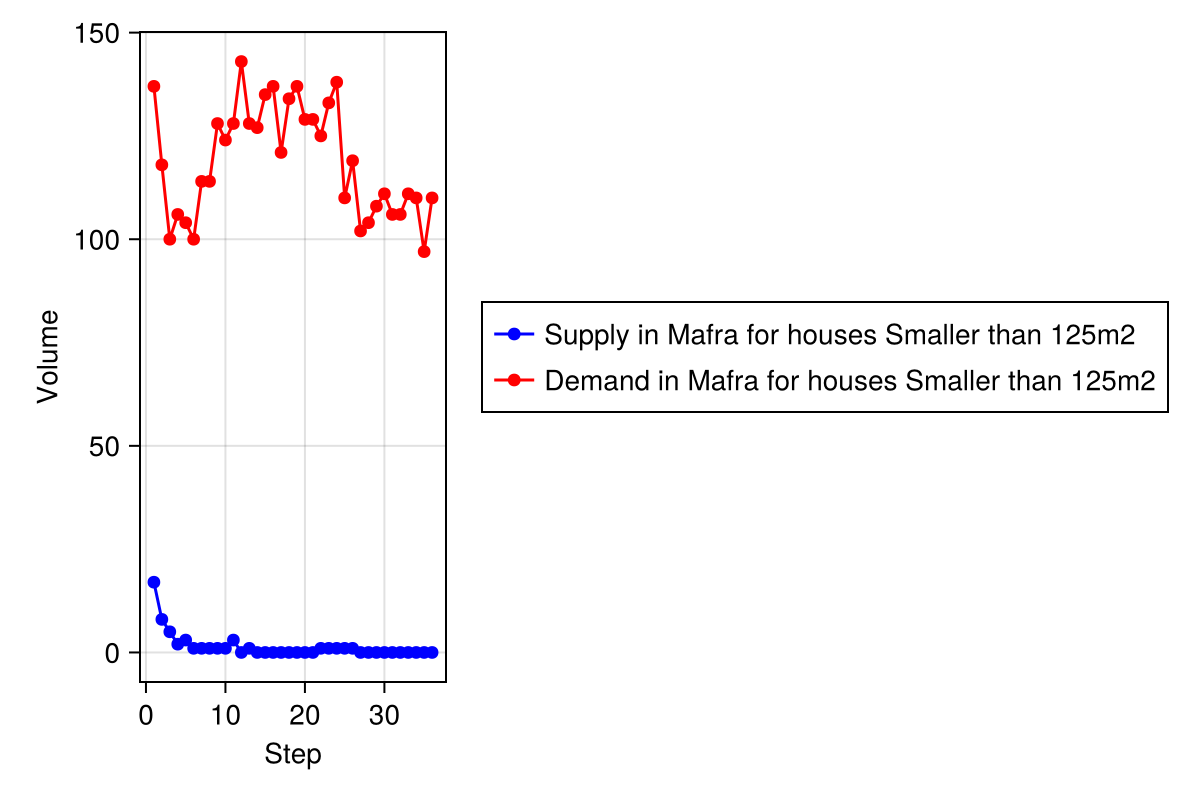 150
100
50
0
Volume
0 10 20 30
Step
Supply in Mafra for houses Smaller than 125m2
Demand in Mafra for houses Smaller than 125m2